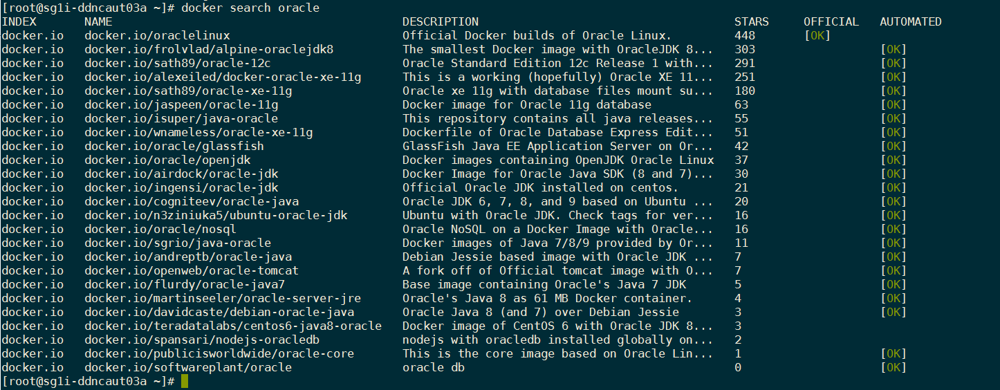 [root@sg1i-ddncaut03a ~]# docker search oracle
INDEX NAME DESCRIPTION STARS OFFICIAL AUTOMATED
docker.io docker.io/oraclelinux Official Docker builds of Oracle Linux. 448 [OK]
docker.io docker.io/frolvlad/alpine-oraclejdk8 The smallest Docker image with OracleJDK 8... 303 [OK]
docker.io docker.io/sath89/oracle-12c Oracle Standard Edition 12c Release 1 with... 291 [OK]
docker.io docker.io/alexeiled/docker-oracle-xe-11g This is a working (hopefully) Oracle XE 11... 251 [OK]
docker.io docker.io/sath89/oracle-xe-11g Oracle xe 11g with database files mount su... 180 [OK]
docker.io docker.io/jaspeen/oracle-11g Docker image for Oracle 11g database 63 [OK]
docker.io docker.io/isuper/java-oracle This repository contains all java releases... 55 [OK]
docker.io docker.io/wnameless/oracle-xe-11g Dockerfile of Oracle Database Express Edit... 51 [OK]
docker.io docker.io/oracle/glassfish GlassFish Java EE Application Server on Or... 42 [OK]
docker.io docker.io/oracle/openjdk Docker images containing OpenJDK Oracle Linux 37 [OK]
docker.io docker.io/airdock/oracle-jdk Docker Image for Oracle Java SDK (8 and 7)... 30 [OK]
docker.io docker.io/ingensi/oracle-jdk Official Oracle JDK installed on centos. 21 [OK]
docker.io docker.io/cogniteev/oracle-java Oracle JDK 6, 7, 8, and 9 based on Ubuntu ... 20 [OK]
docker.io docker.io/n3ziniuka5/ubuntu-oracle-jdk Ubuntu with Oracle JDK. Check tags for ver... 16 [OK]
docker.io docker.io/oracle/nosql Oracle NoSQL on a Docker Image with Oracle... 16 [OK]
docker.io docker.io/sgrio/java-oracle Docker images of Java 7/8/9 provided by Or... 11 [OK]
docker.io docker.io/andreptb/oracle-java Debian Jessie based image with Oracle JDK ... 7 [OK]
docker.io docker.io/openweb/oracle-tomcat A fork off of Official tomcat image with O... 7 [OK]
docker.io docker.io/flurdy/oracle-java7 Base image containing Oracle's Java 7 JDK 5 [OK]
docker.io docker.io/martinseeler/oracle-server-jre Oracle's Java 8 as 61 MB Docker container. 4 [OK]
docker.io docker.io/davidcaste/debian-oracle-java Oracle Java 8 (and 7) over Debian Jessie 3 [OK]
docker.io docker.io/teradatalabs/centos6-java8-oracle Docker image of CentOS 6 with Oracle JDK 8... 3
docker.io docker.io/spansari/nodejs-oracledb nodejs with oracledb installed globally on... 2
docker.io docker.io/publicisworldwide/oracle-core This is the core image based on Oracle Lin... 1 [OK]
docker.io docker.io/softwareplant/oracle oracle db 0 [OK]
[root@sg1i-ddncaut03a ~]#